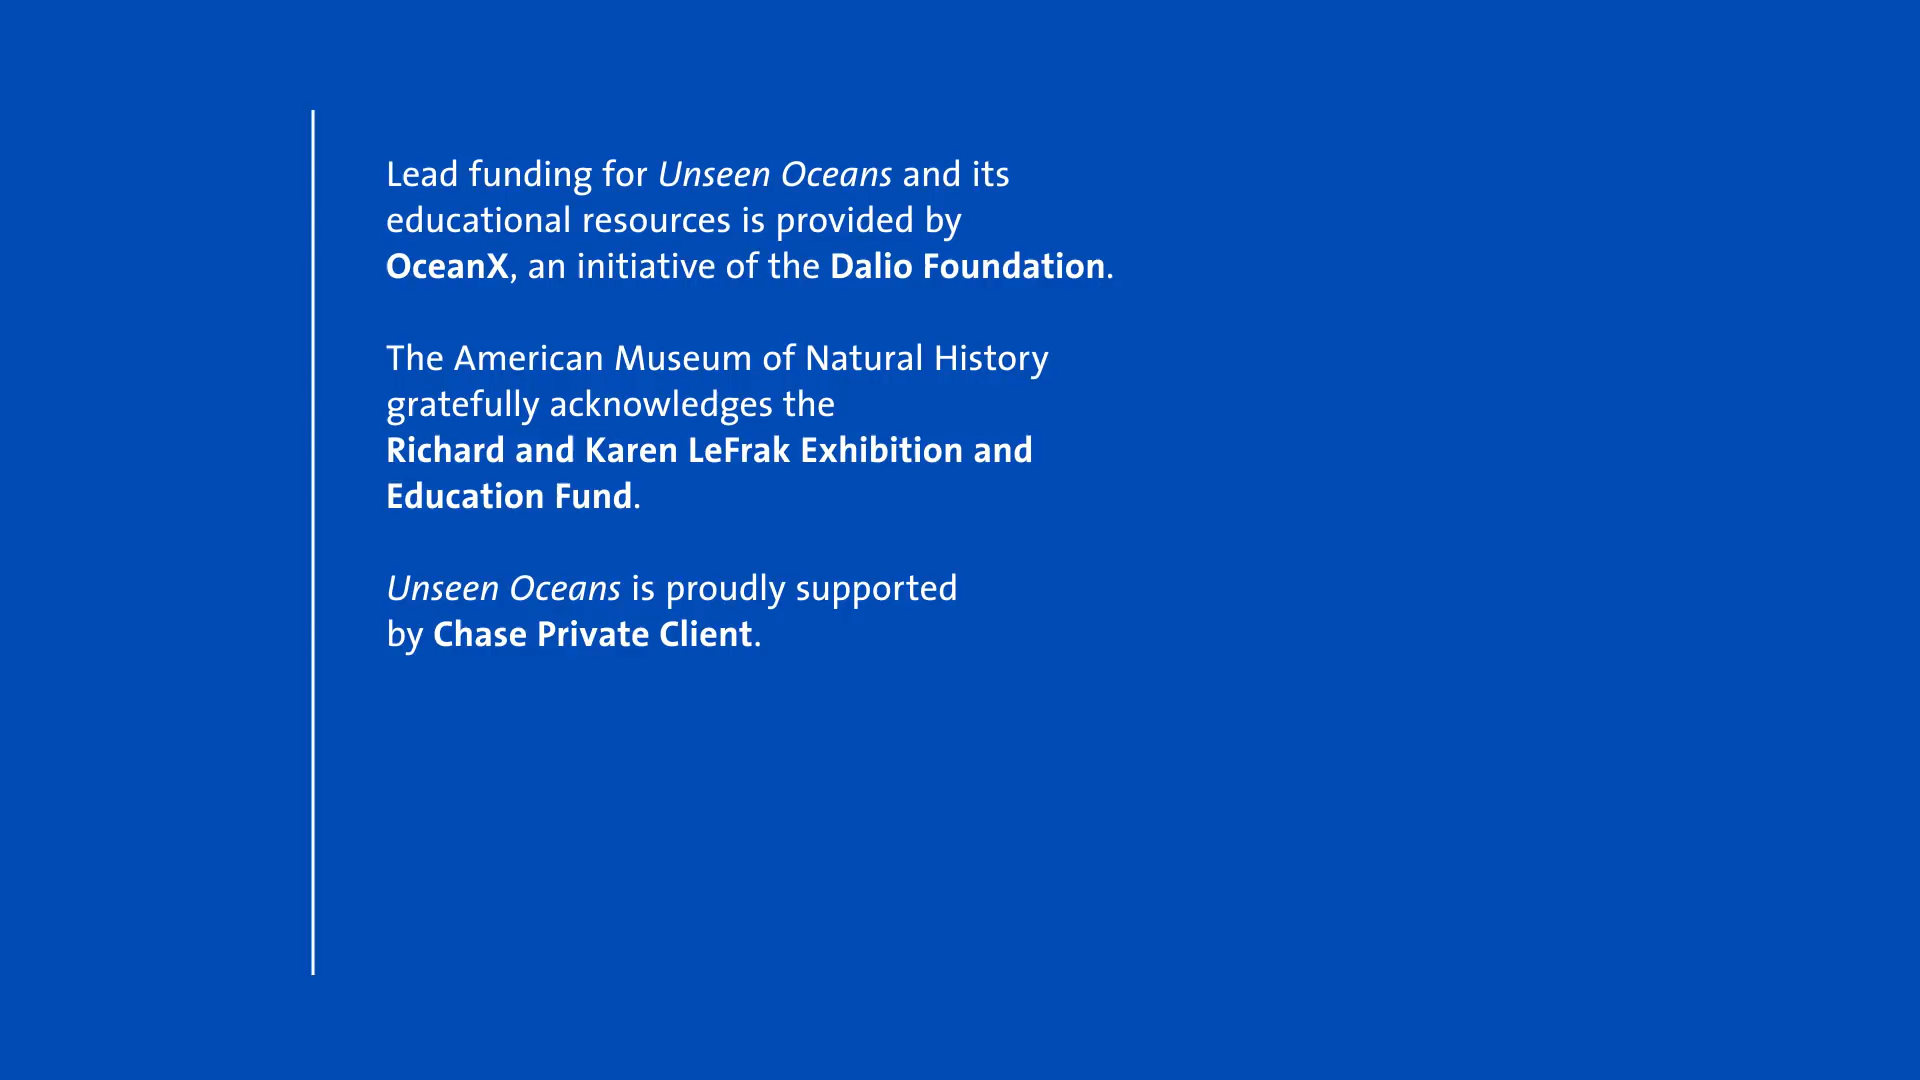 Lead funding for Unseen Oceans and its
educational resources is provided by
OceanX, an initiative of the Dalio Foundation.
The American Museum of Natural History
gratefully acknowledges the
Richard and Karen LeFrak Exhibition and
Education Fund.
Unseen Oceans is proudly supported
by Chase Private Client.